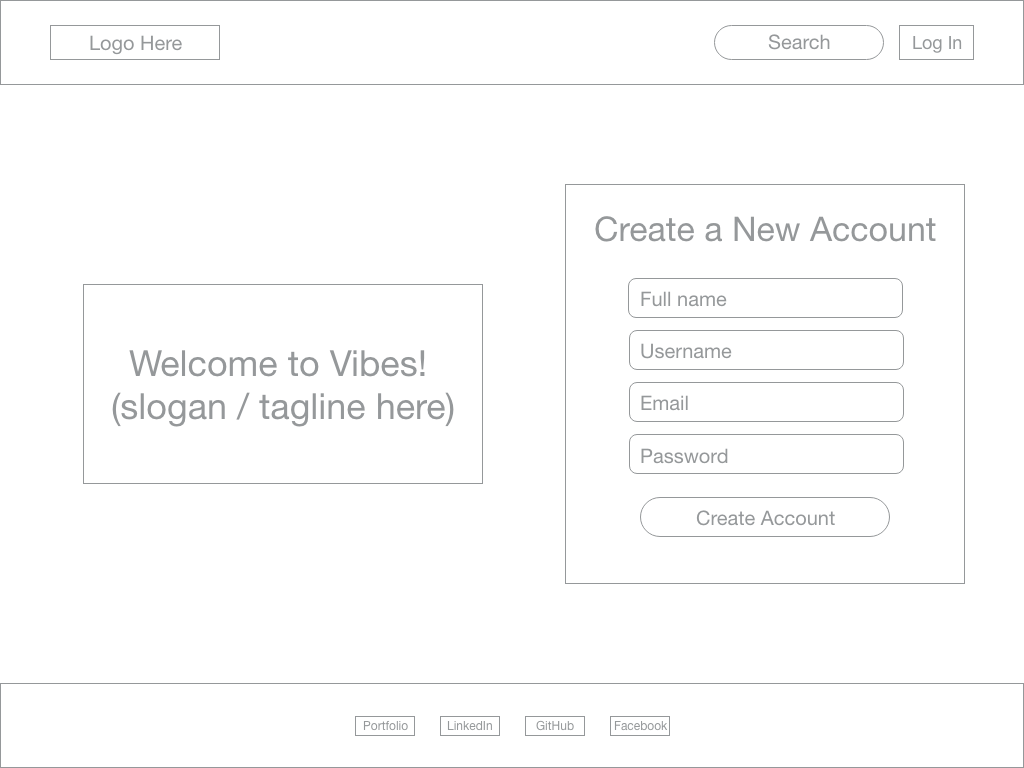 Logo Here
Search
Log In
Create a New Account
Full name
Username
Email
Password
Create Account
Welcome to Vibes!
(slogan / tagline here)
Portfolio
LinkedIn
GitHub
Facebook